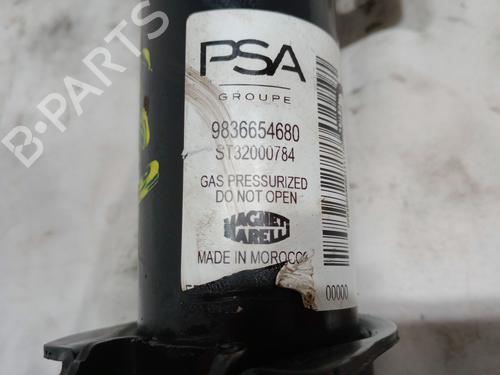 PSA
GROUPE
9836654680
ST32000784
GAS PRESSURIZED
DO NOT OPEN
MAGNETI
MARELLI
MADE IN MOROCCO
00000
B-PARTS